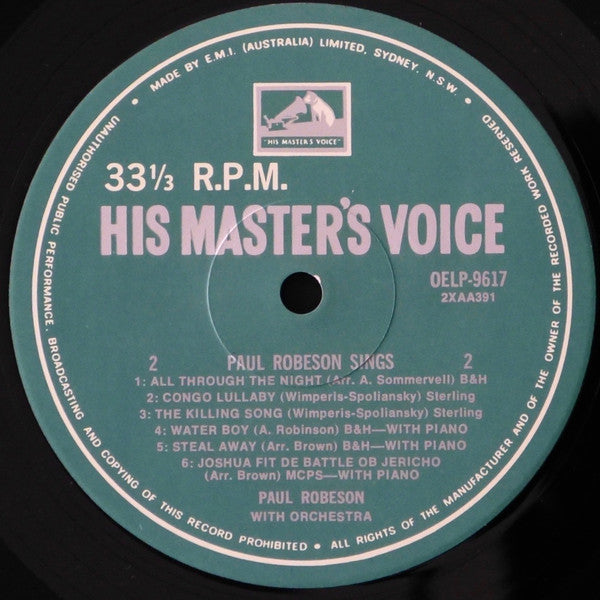 • MADE BY E.M.I. (AUSTRALIA) LIMITED, SYDNEY, N.S.W. •
"HIS MASTER'S VOICE"
33 1/3 R.P.M.
HIS MASTER'S VOICE
OELP-9617
2XAA391
2 PAUL ROBESON SINGS 2
1: ALL THROUGH THE NIGHT (Arr. A. Sommervell) B&H
2: CONGO LULLABY (Wimperis-Spoliansky) Sterling
3: THE KILLING SONG (Wimperis-Spoliansky) Sterling
4: WATER BOY (A. Robinson) B&H—WITH PIANO
5: STEAL AWAY (Arr. Brown) B&H—WITH PIANO
6: JOSHUA FIT DE BATTLE OB JERICHO
(Arr. Brown) MCPS—WITH PIANO
PAUL ROBESON
WITH ORCHESTRA
UNAUTHORISED PUBLIC PERFORMANCE, BROADCASTING AND COPYING OF THIS RECORD PROHIBITED • ALL RIGHTS OF THE MANUFACTURER AND OF THE OWNER OF THE RECORDED WORK RESERVED